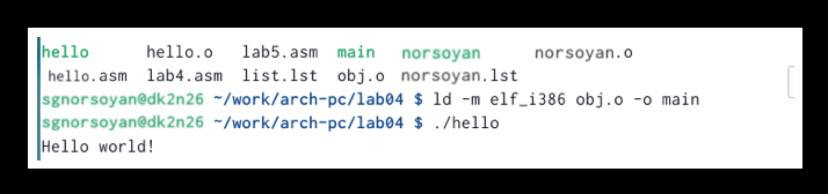 hello hello.o lab5.asm main norsoyan norsoyan.o
hello.asm lab4.asm list.lst obj.o norsoyan.lst
sgnorsoyan@dk2n26 ~/work/arch-pc/lab04 $ ld -m elf_i386 obj.o -o main
sgnorsoyan@dk2n26 ~/work/arch-pc/lab04 $ ./hello
Hello world!